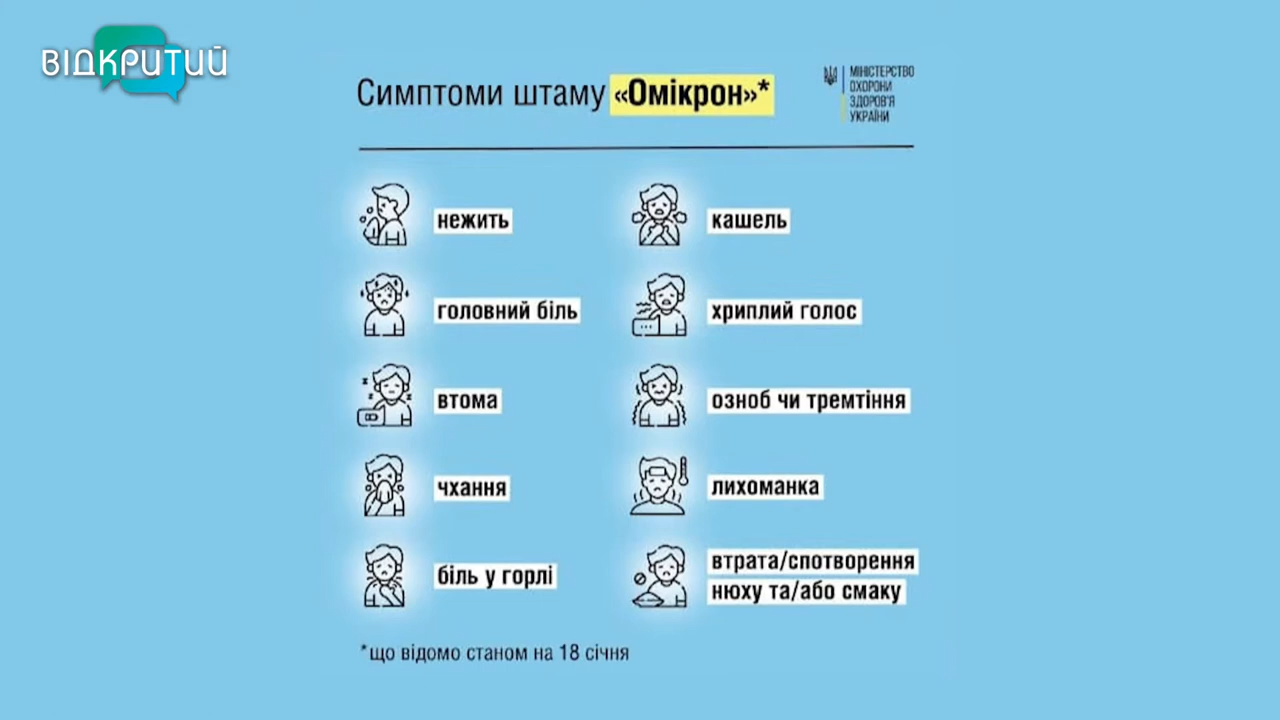 ВІДКРИТИЙ
Симптоми штаму «Омікрон»*
МІНІСТЕРСТВО
ОХОРОНИ
ЗДОРОВ'Я
УКРАЇНИ
нежить
кашель
головний біль
хриплий голос
втома
озноб чи тремтіння
чхання
лихоманка
біль у горлі
втрата/спотворення
нюху та/або смаку
*що відомо станом на 18 січня